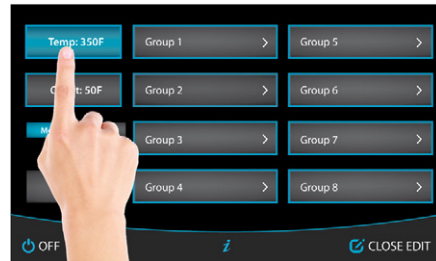 Temp: 350F
Group 1
Group 5
50F
Group 2
Group 6
Group 3
Group 7
Group 4
Group 8
OFF
i
CLOSE EDIT